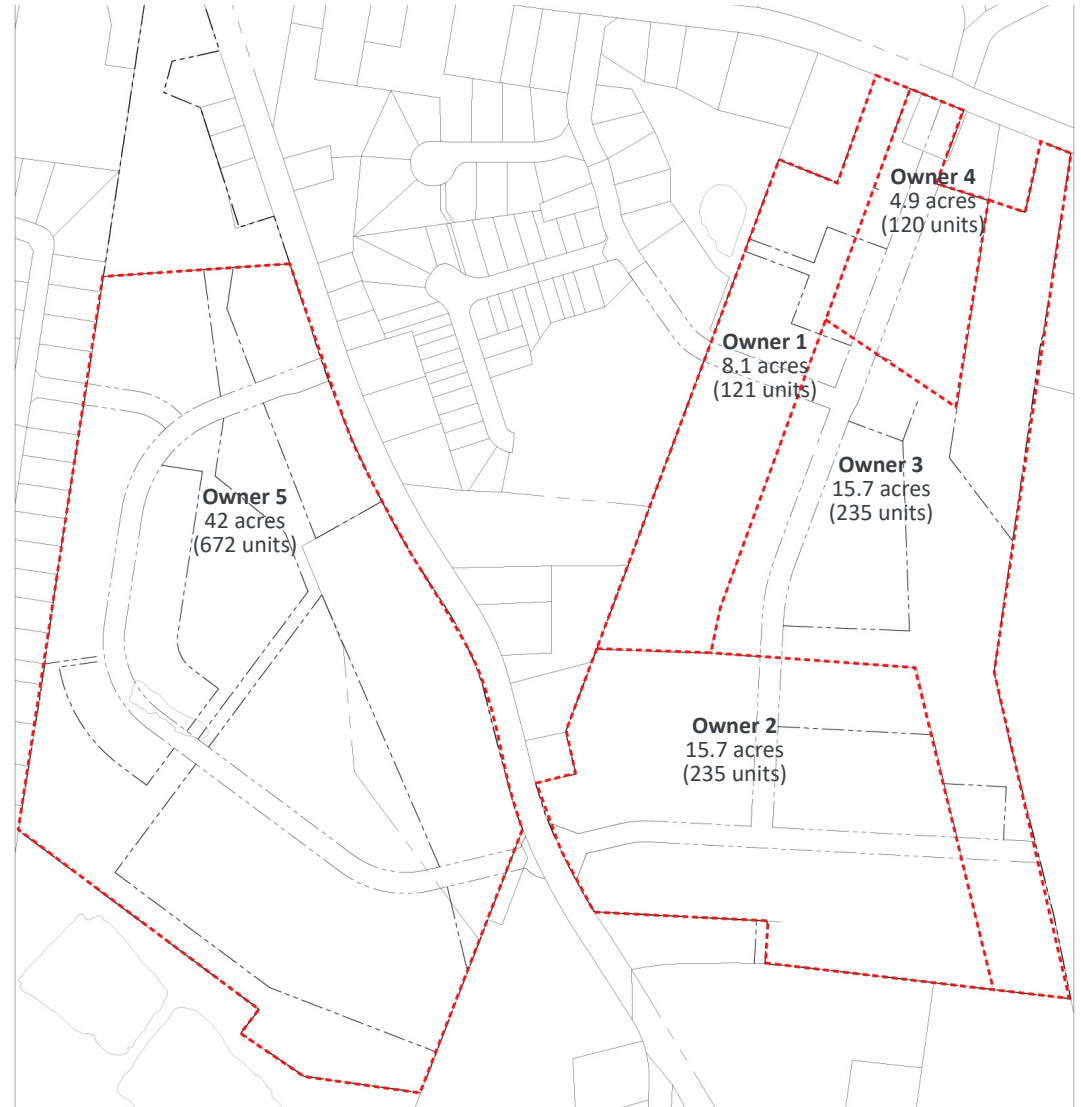 Owner 4
4.9 acres
(120 units)
Owner 1
8.1 acres
(121 units)
Owner 3
15.7 acres
(235 units)
Owner 5
42 acres
(672 units)
Owner 2
15.7 acres
(235 units)